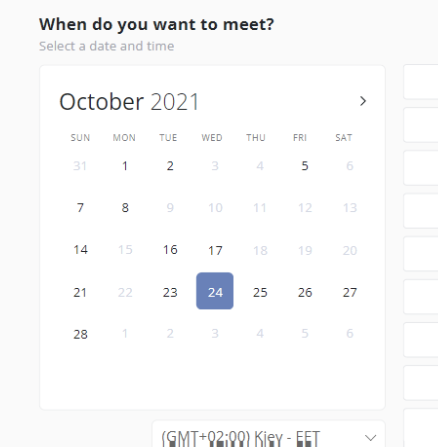 When do you want to meet?
Select a date and time
October 2021
SUN MON TUE WED THU FRI SAT
31 1 2 3 4 5 6
7 8 9 10 11 12 13
14 15 16 17 18 19 20
21 22 23 24 25 26 27
28 1 2 3 4 5 6
(GMT+02:00) Kiev - EET